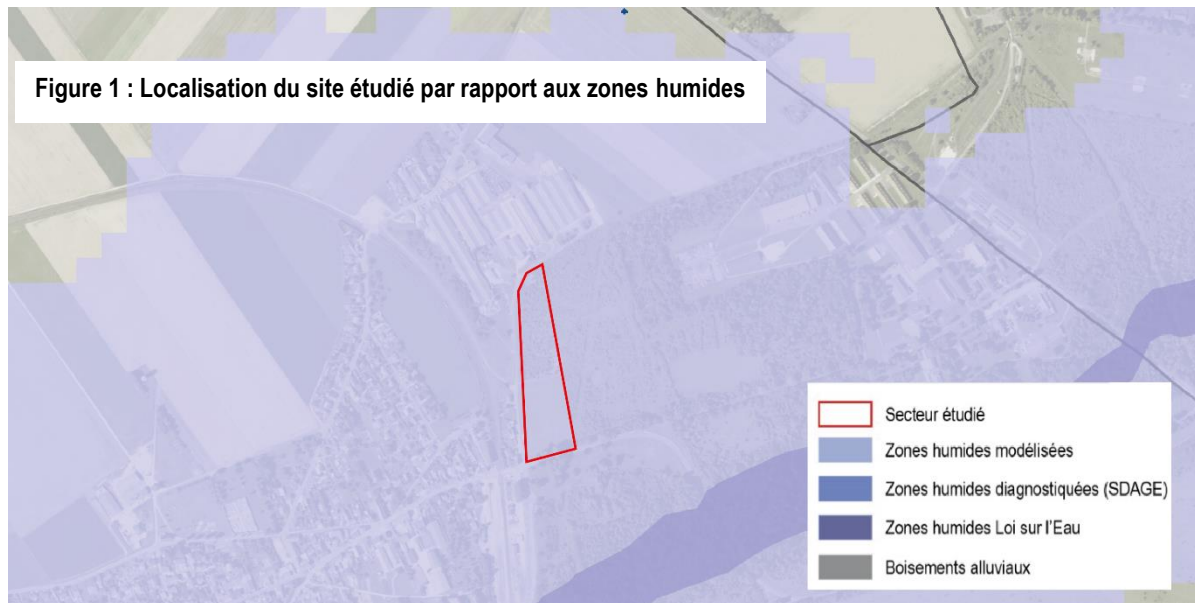 Figure 1 : Localisation du site étudié par rapport aux zones humides
Secteur étudié
Zones humides modélisées
Zones humides diagnostiquées (SDAGE)
Zones humides Loi sur l'Eau
Boisements alluviaux